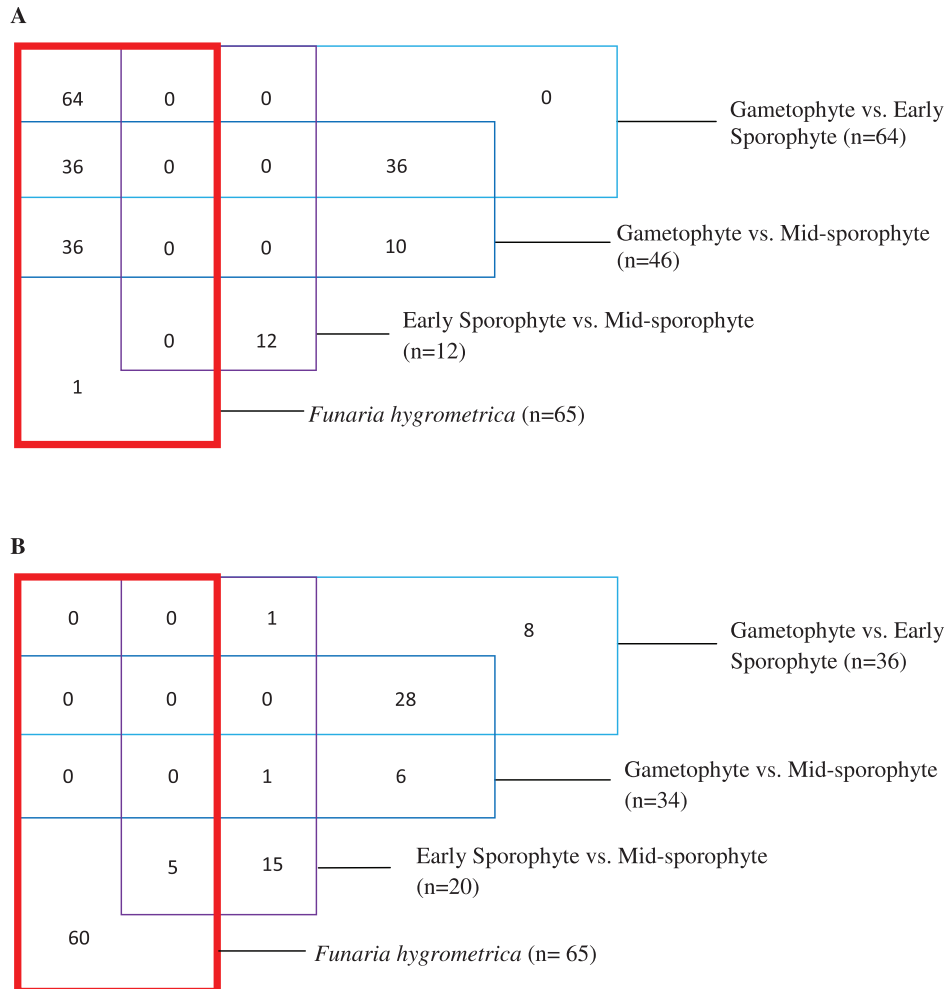 A
64 0 0 0
Gametophyte vs. Early
Sporophyte (n=64)
36 0 0 36
36 0 0 10
Gametophyte vs. Mid-sporophyte
(n=46)
0 12
Early Sporophyte vs. Mid-sporophyte
(n=12)
1
Funaria hygrometrica (n=65)
B
0 0 1 8
Gametophyte vs. Early
Sporophyte (n=36)
0 0 0 28
0 0 1 6
Gametophyte vs. Mid-sporophyte
(n=34)
5 15
Early Sporophyte vs. Mid-sporophyte
(n=20)
60
Funaria hygrometrica (n= 65)